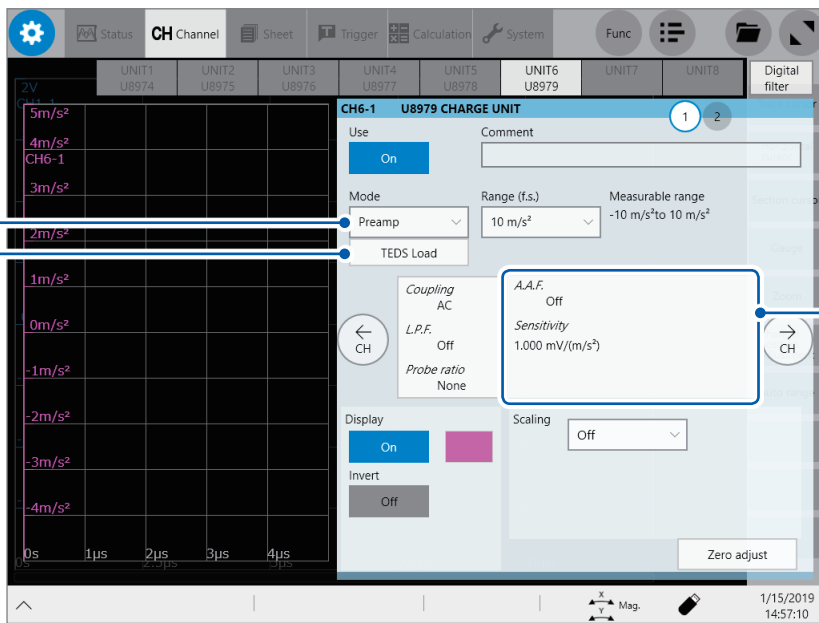 Status CH Channel Sheet Trigger Calculation System Func
UNIT1 UNIT2 UNIT3 UNIT4 UNIT5 UNIT6 UNIT7 UNIT8 Digital
U8974 U8975 U8976 U8977 U8978 U8979 filter
2V
CH6-1 U8979 CHARGE UNIT 1 2
5m/s²
4m/s²
CH6-1
3m/s²
2m/s²
1m/s²
0m/s²
-1m/s²
-2m/s²
-3m/s²
-4m/s²
0s 1µs 2µs 3µs 4µs
0s 2.5µs 5µs
Use Comment
On
Mode Range (f.s.) Measurable range
Preamp 10 m/s² -10 m/s²to 10 m/s²
TEDS Load
Coupling
AC
L.P.F.
Off
Probe ratio
None
A.A.F.
Off
Sensitivity
1.000 mV/(m/s²)
← CH
→ CH
Display
On
Invert
Off
Scaling
Off
Zero adjust
X
Y Mag.
1/15/2019
14:57:10